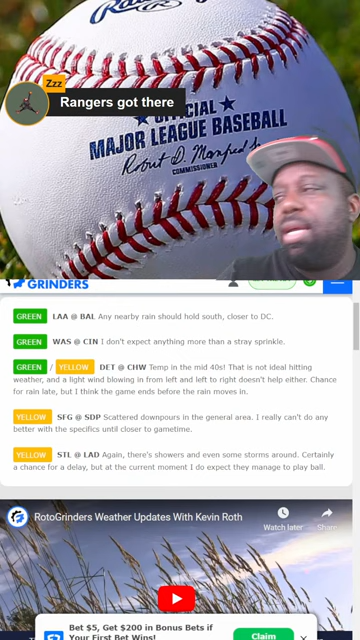 Zzz
Rangers got there
OFFICIAL
MAJOR LEAGUE BASEBALL
Robert D. Manfred Jr.
COMMISSIONER
GRINDERS
GREEN LAA @ BAL Any nearby rain should hold south, closer to DC.
GREEN WAS @ CIN I don't expect anything more than a stray sprinkle.
GREEN / YELLOW DET @ CHW Temp in the mid 40s! That is not ideal hitting
weather, and a light wind blowing in from left and left to right doesn't help either. Chance
for rain late, but I think the game ends before the rain moves in.
YELLOW SFG @ SDP Scattered downpours in the general area. I really can't do any
better with the specifics until closer to gametime.
YELLOW STL @ LAD Again, there's showers and even some storms around. Certainly
a chance for a delay, but at the current moment I do expect they manage to play ball.
RotoGrinders Weather Updates With Kevin Roth
Watch later
Share
Bet $5, Get $200 in Bonus Bets if
Your First Bet Wins!
Claim